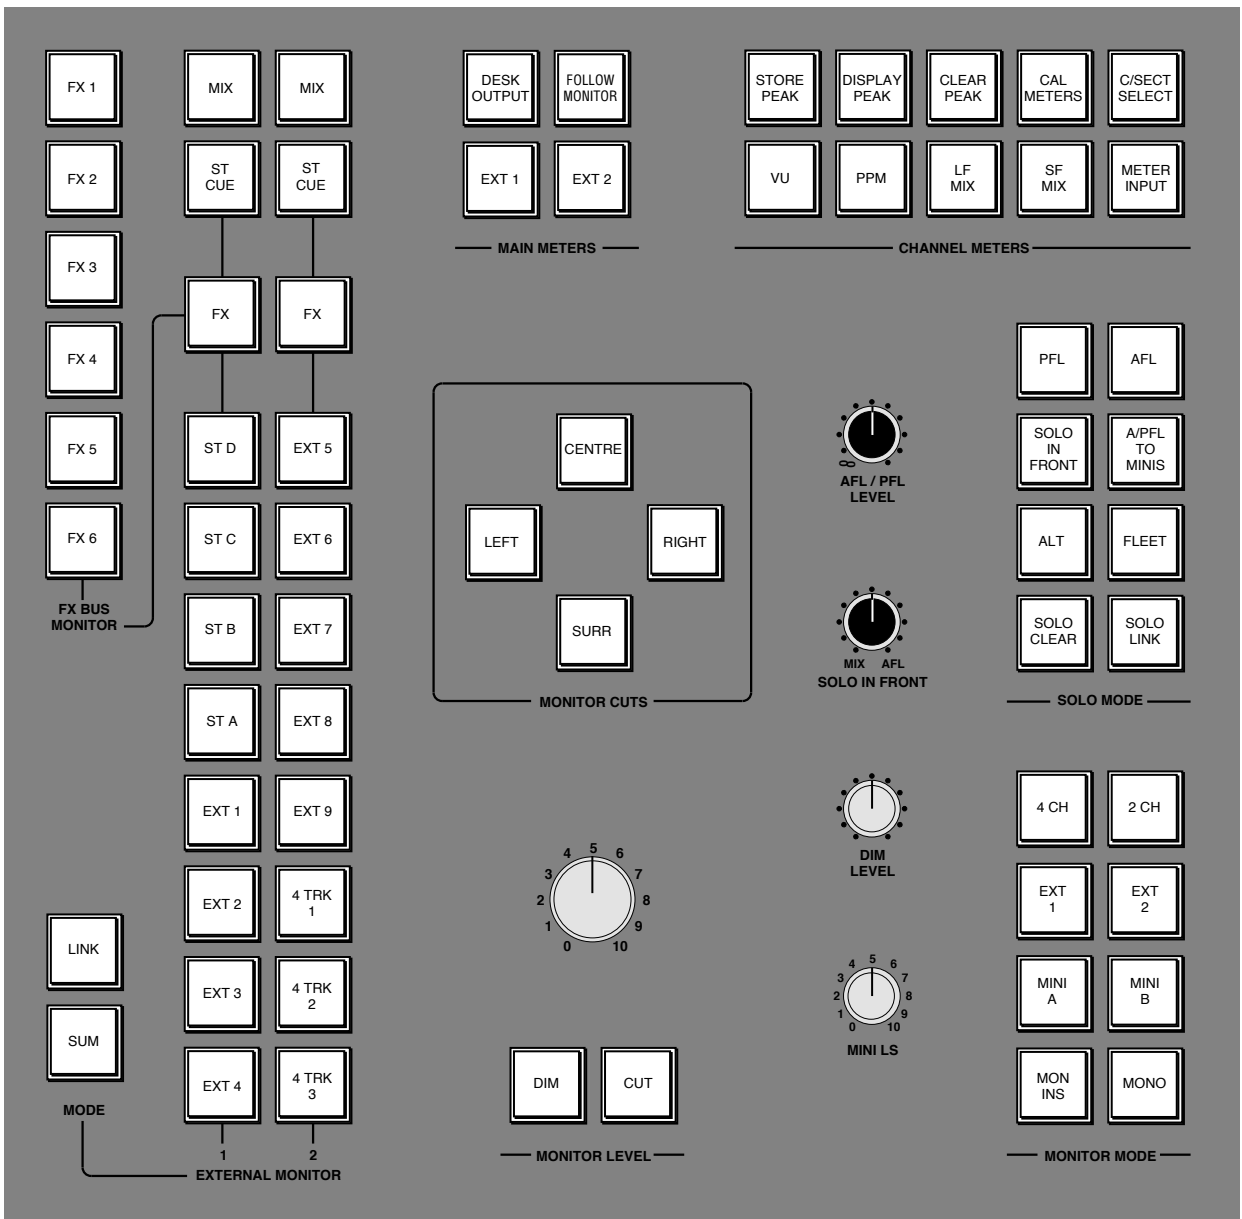 FX 1
FX 2
FX 3
FX 4
FX 5
FX 6
FX BUS
MONITOR
LINK
SUM
MODE
MIX
ST
CUE
FX
ST D
ST C
ST B
ST A
EXT 1
EXT 2
EXT 3
EXT 4
1
MIX
ST
CUE
FX
EXT 5
EXT 6
EXT 7
EXT 8
EXT 9
4 TRK
1
4 TRK
2
4 TRK
3
2
EXTERNAL MONITOR
DESK
OUTPUT
FOLLOW
MONITOR
EXT 1
EXT 2
MAIN METERS
STORE
PEAK
DISPLAY
PEAK
CLEAR
PEAK
CAL
METERS
C/SECT
SELECT
VU
PPM
LF
MIX
SF
MIX
METER
INPUT
CHANNEL METERS
CENTRE
LEFT
RIGHT
SURR
MONITOR CUTS
0
1
2
3
4
5
6
7
8
9
10
DIM
CUT
MONITOR LEVEL
∞
AFL / PFL
LEVEL
MIX
AFL
SOLO IN FRONT
DIM
LEVEL
0
1
2
3
4
5
6
7
8
9
10
MINI LS
PFL
AFL
SOLO
IN
FRONT
A/PFL
TO
MINIS
ALT
FLEET
SOLO
CLEAR
SOLO
LINK
SOLO MODE
4 CH
2 CH
EXT
1
EXT
2
MINI
A
MINI
B
MON
INS
MONO
MONITOR MODE